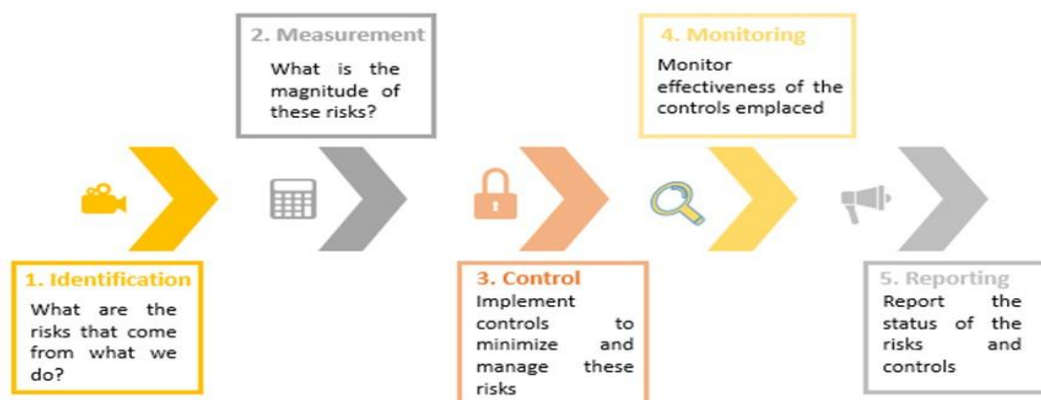 1. Identification
What are the
risks that come
from what we
do?
2. Measurement
What is the
magnitude of
these risks?
3. Control
Implement
controls to
minimize and
manage these
risks
4. Monitoring
Monitor
effectiveness of the
controls emplaced
5. Reporting
Report the
status of the
risks and
controls